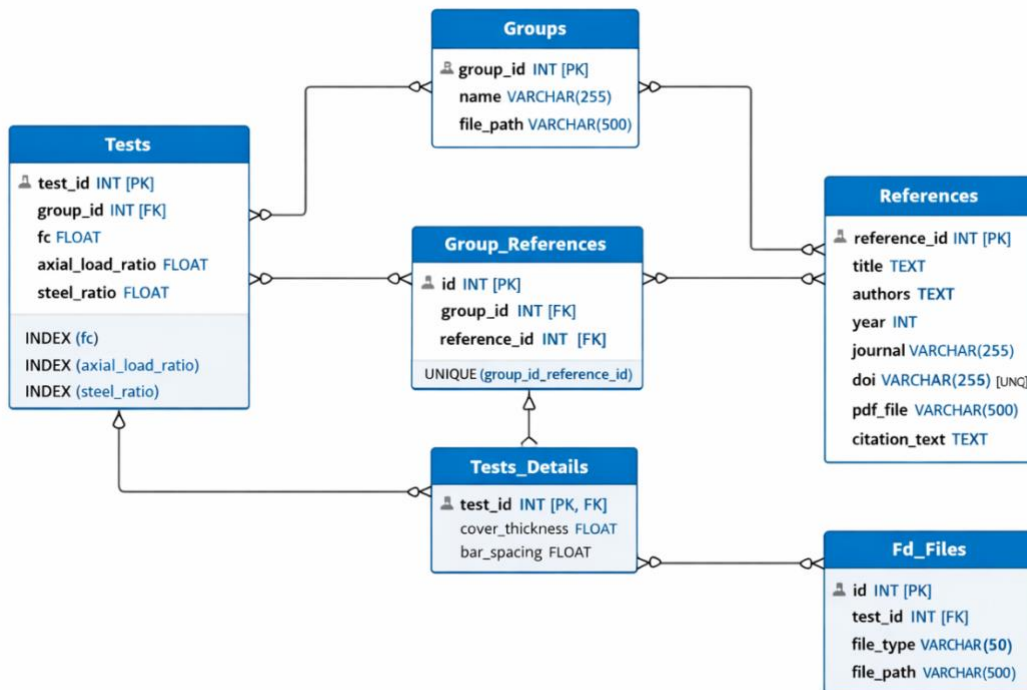 Groups
group_id INT [PK]
name VARCHAR(255)
file_path VARCHAR(500)
Tests
test_id INT [PK]
group_id INT [FK]
fc FLOAT
axial_load_ratio FLOAT
steel_ratio FLOAT
INDEX (fc)
INDEX (axial_load_ratio)
INDEX (steel_ratio)
Group_References
id INT [PK]
group_id INT [FK]
reference_id INT [FK]
UNIQUE (group_id_reference_id)
References
reference_id INT [PK]
title TEXT
authors TEXT
year INT
journal VARCHAR(255)
doi VARCHAR(255) [UNQ]
pdf_file VARCHAR(500)
citation_text TEXT
Tests_Details
test_id INT [PK, FK]
cover_thickness FLOAT
bar_spacing FLOAT
Fd_Files
id INT [PK]
test_id INT [FK]
file_type VARCHAR(50)
file_path VARCHAR(500)